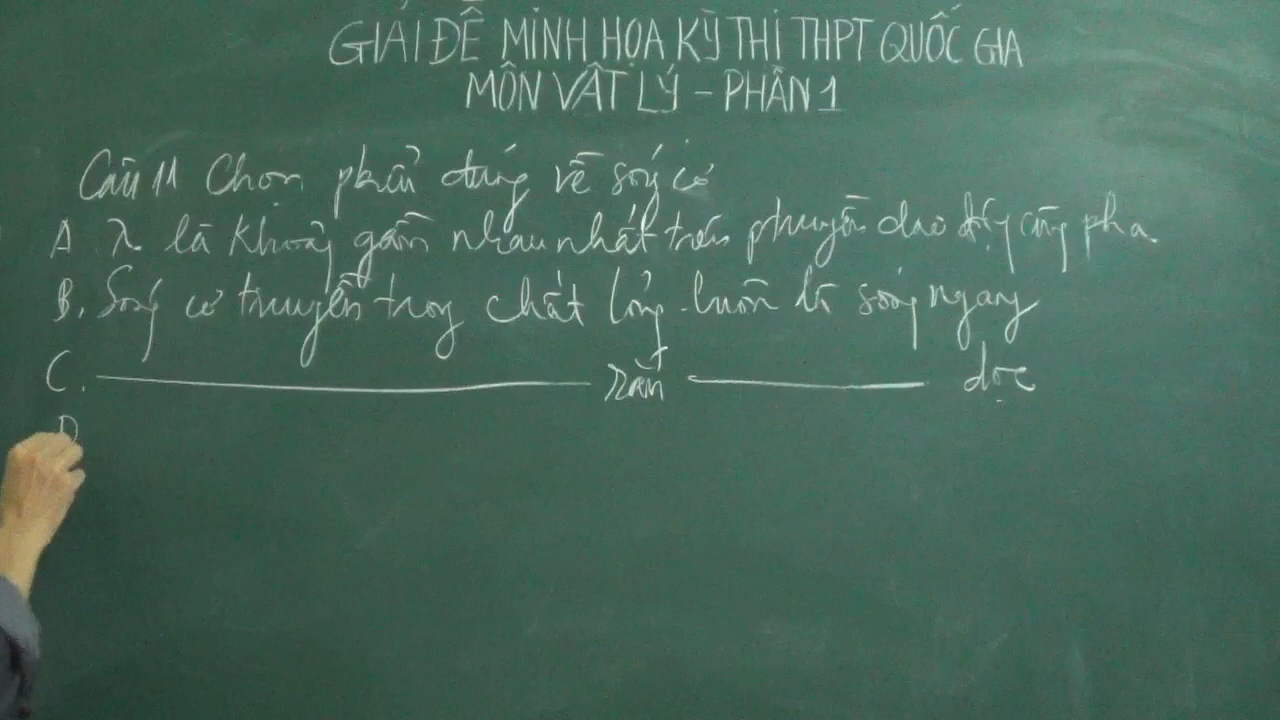 GIẢI ĐỀ MINH HỌA KỲ THI THPT QUỐC GIA
MÔN VẬT LÝ - PHẦN 1
Câu 11 Chọn phát biểu đúng về sóng cơ
A λ là khoảng gần nhau nhất trên phương truyền dao động cùng pha
B. Sóng cơ truyền trong chất lỏng luôn là sóng ngang
C. rắn dọc
D